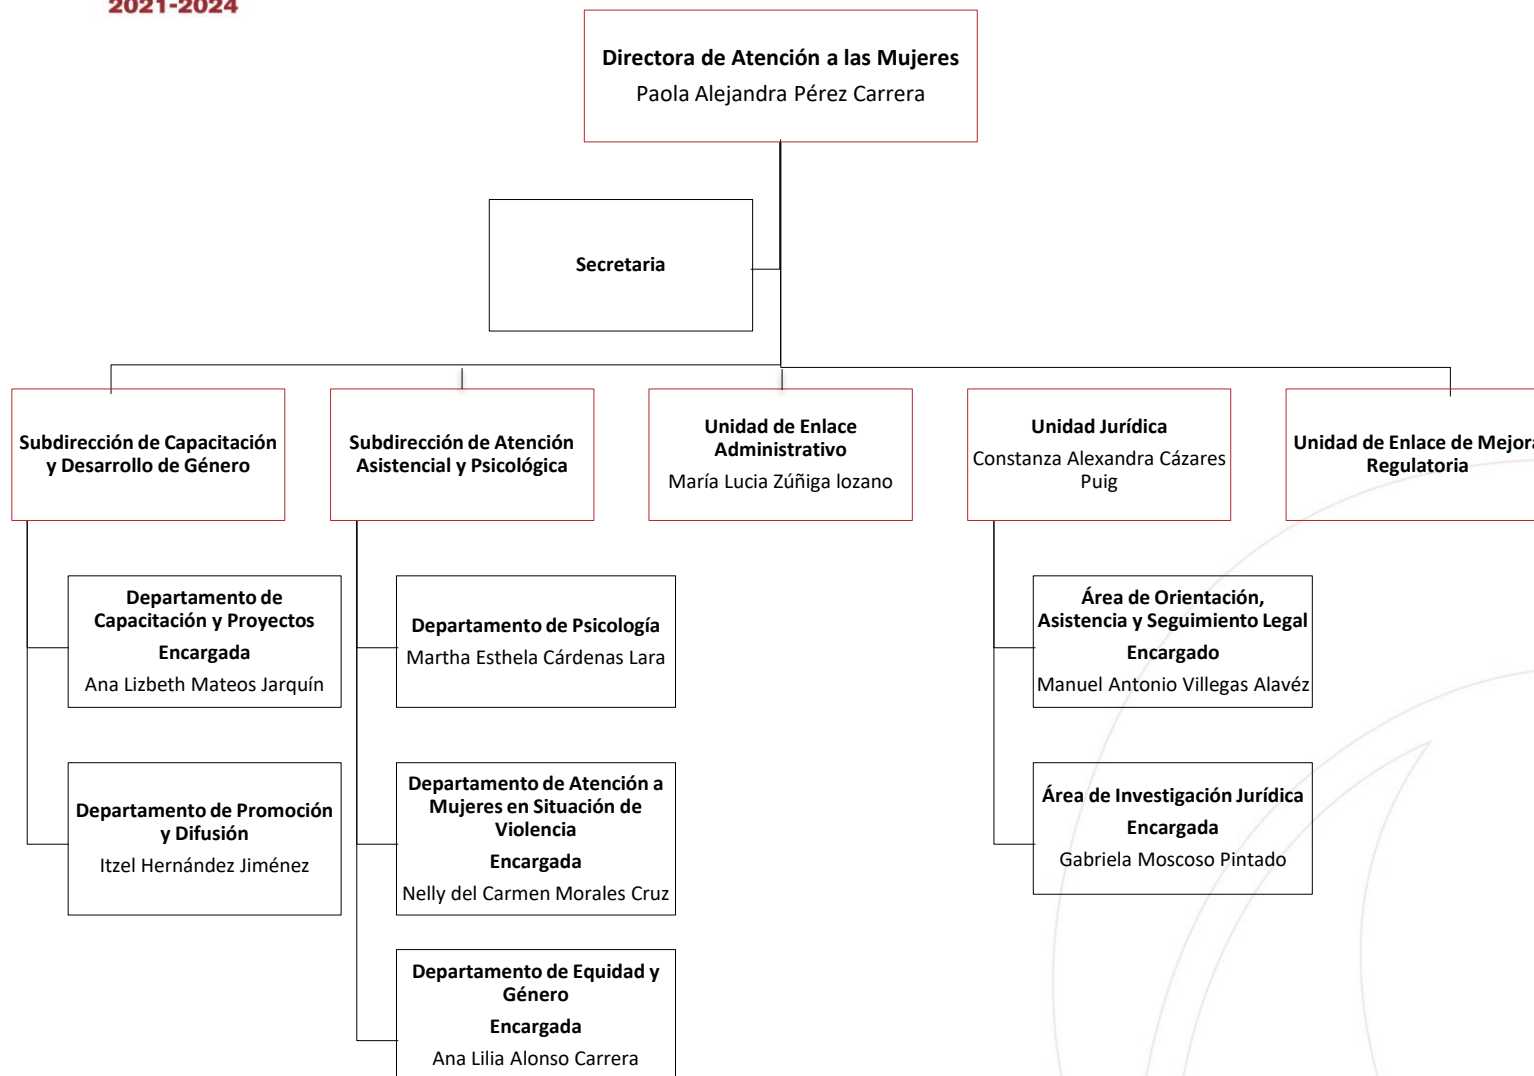 2021-2024
Directora de Atención a las Mujeres
Paola Alejandra Pérez Carrera
Secretaria
Subdirección de Capacitación
y Desarrollo de Género
Subdirección de Atención
Asistencial y Psicológica
Unidad de Enlace
Administrativo
María Lucia Zúñiga lozano
Unidad Jurídica
Constanza Alexandra Cázares
Puig
Unidad de Enlace de Mejora
Regulatoria
Departamento de
Capacitación y Proyectos
Encargada
Ana Lizbeth Mateos Jarquín
Departamento de Psicología
Martha Esthela Cárdenas Lara
Área de Orientación,
Asistencia y Seguimiento Legal
Encargado
Manuel Antonio Villegas Alavéz
Departamento de Promoción
y Difusión
Itzel Hernández Jiménez
Departamento de Atención a
Mujeres en Situación de
Violencia
Encargada
Nelly del Carmen Morales Cruz
Área de Investigación Jurídica
Encargada
Gabriela Moscoso Pintado
Departamento de Equidad y
Género
Encargada
Ana Lilia Alonso Carrera